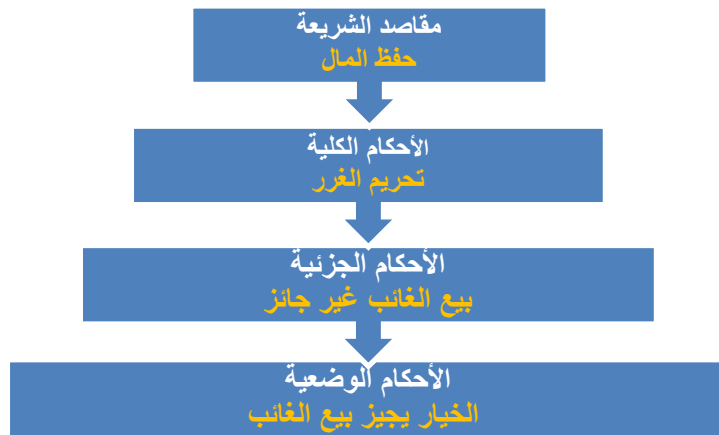 مقاصد الشريعة
حفظ المال
الأحكام الكلية
تحريم الغرر
الأحكام الجزئية
بيع الغائب غير جائز
الأحكام الوضعية
الخيار يجيز بيع الغائب